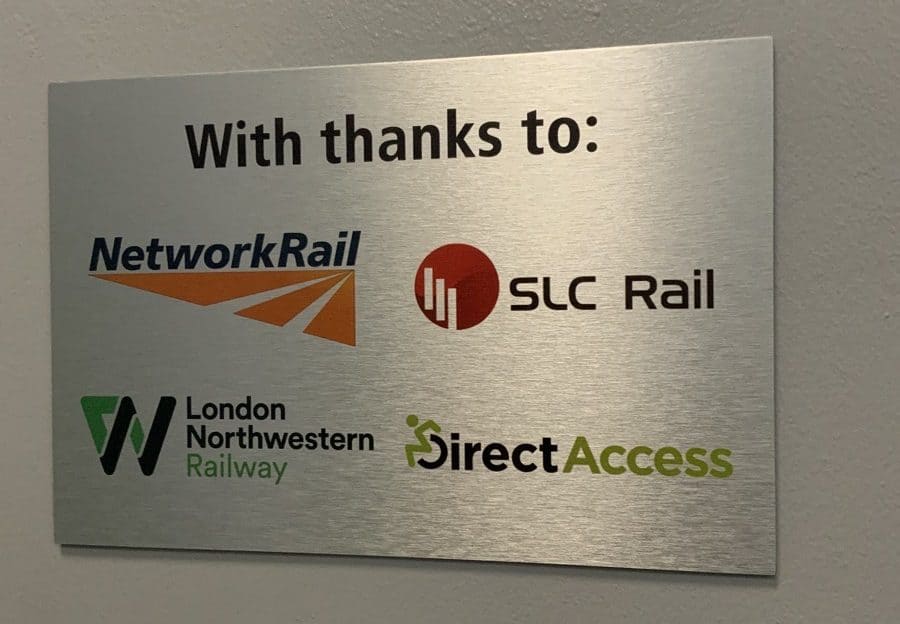 With thanks to:
NetworkRail
SLC Rail
London
Northwestern
Railway
DirectAccess